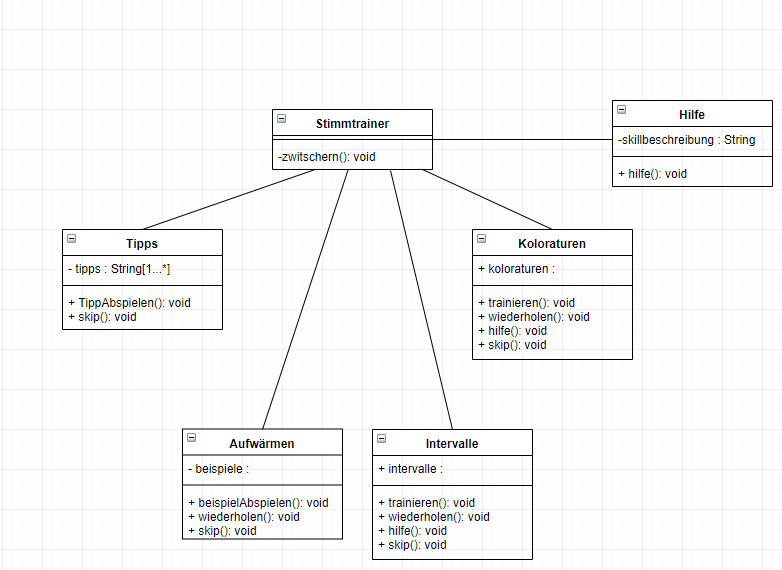 Stimmtrainer
-zwitschern(): void
Hilfe
-skillbeschreibung : String
+ hilfe(): void
Tipps
- tipps : String[1...*]
+ TippAbspielen(): void
+ skip(): void
Koloraturen
+ koloraturen :
+ trainieren(): void
+ wiederholen(): void
+ hilfe(): void
+ skip(): void
Aufwärmen
- beispiele :
+ beispielAbspielen(): void
+ wiederholen(): void
+ skip(): void
Intervalle
+ intervalle :
+ trainieren(): void
+ wiederholen(): void
+ hilfe(): void
+ skip(): void